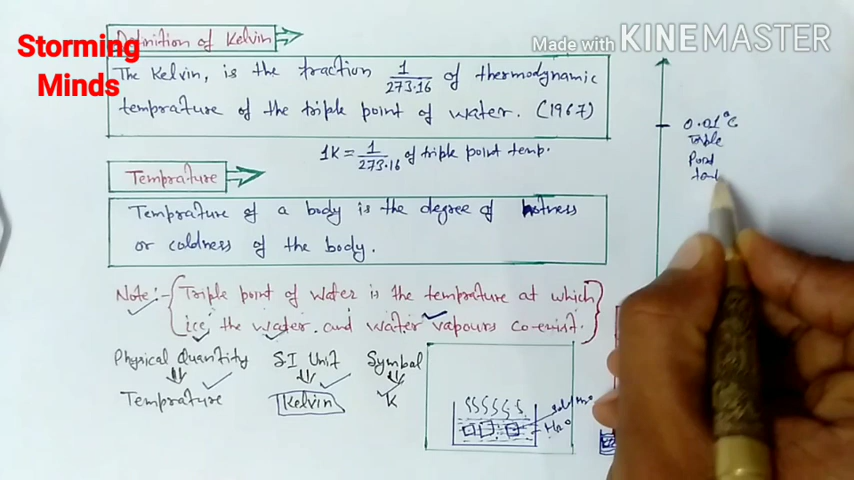 Storming
Minds
Made with KINEMASTER
Definition of Kelvin
The Kelvin, is the fraction 1/273.16 of thermodynamic
temprature of the triple point of water. (1967)
1K = 1/273.16 of triple point temp.
Temprature
Temprature of a body is the degree of hotness
or coldness of the body.
Note:- {Triple point of water is the temprature at which
ice, the water and water vapours co-exist.}
Physical Quantity
Temprature
SI Unit
Kelvin
Symbol
K
H2O
0.01°C
Triple
Point